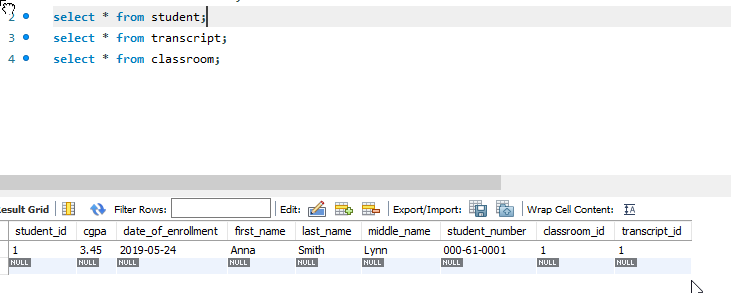 2 select * from student;
3 select * from transcript;
4 select * from classroom;
esult Grid Filter Rows: Edit: Export/Import: Wrap Cell Content:
student_id cgpa date_of_enrollment first_name last_name middle_name student_number classroom_id transcript_id
1 3.45 2019-05-24 Anna Smith Lynn 000-61-0001 1 1
NULL NULL NULL NULL NULL NULL NULL NULL NULL